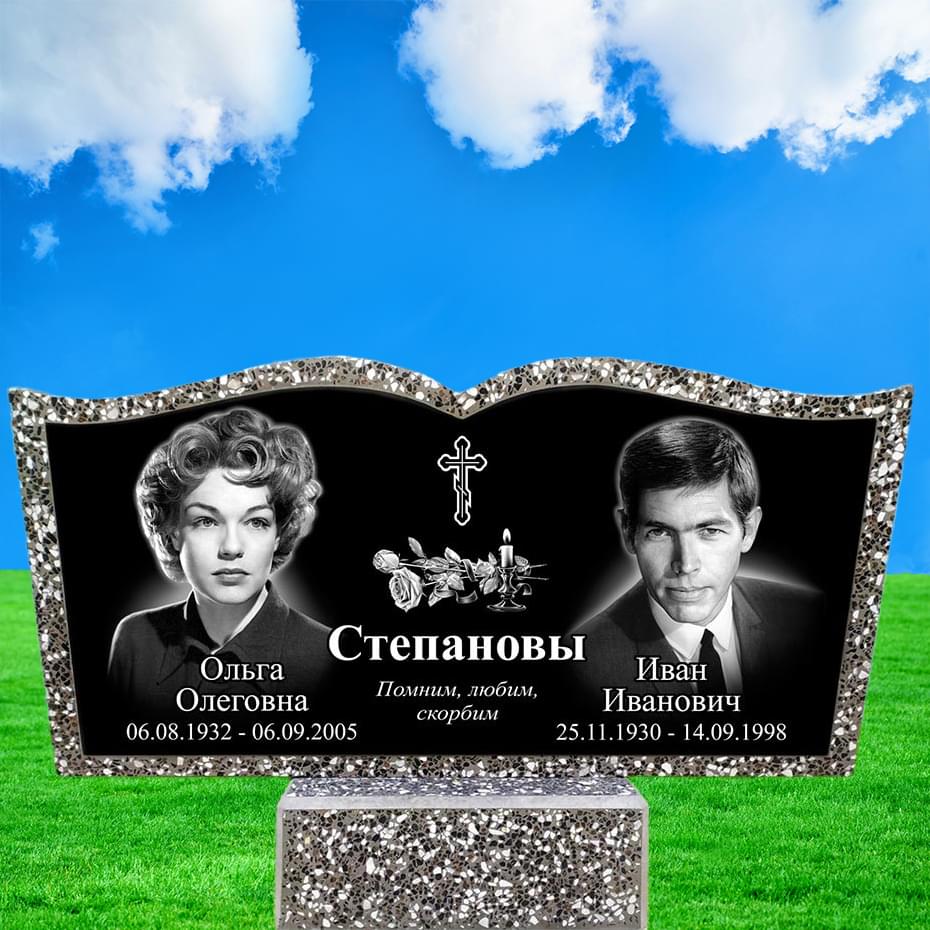 Степановы
Помним, любим,
скорбим
Ольга
Олеговна
06.08.1932 - 06.09.2005
Иван
Иванович
25.11.1930 - 14.09.1998